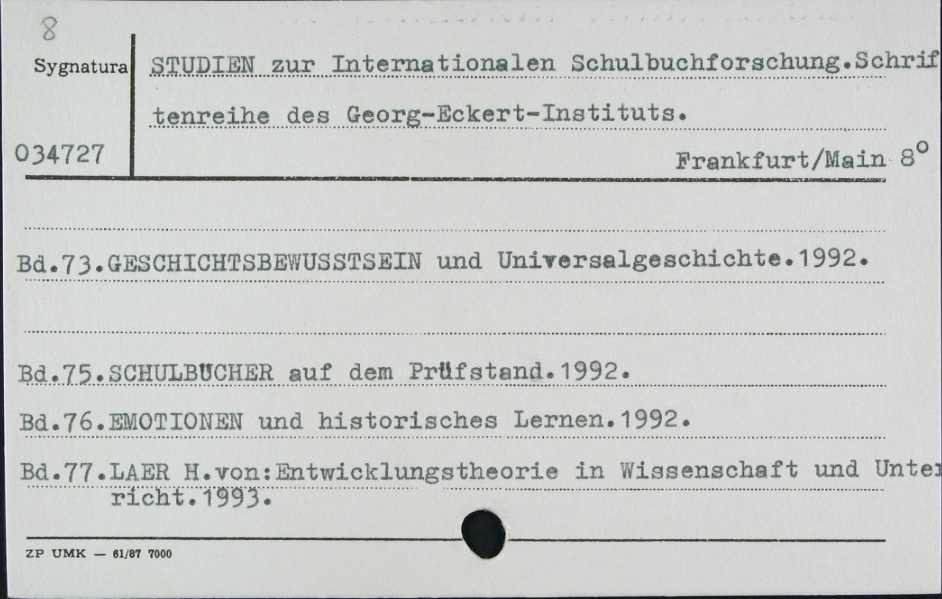 8
Sygnatura
STUDIEN zur Internationalen Schulbuchforschung.Schrif
tenreihe des Georg-Eckert-Instituts.
034727
Frankfurt/Main 8°
Bd.73.GESCHICHTSBEWUSSTSEIN und Universalgeschichte.1992.
Bd.75.SCHULBÜCHER auf dem Prüfstand.1992.
Bd.76.EMOTIONEN und historisches Lernen.1992.
Bd.77.LAER H.von:Entwicklungstheorie in Wissenschaft und Unter
richt.1993.
ZP UMK — 61/87 7000